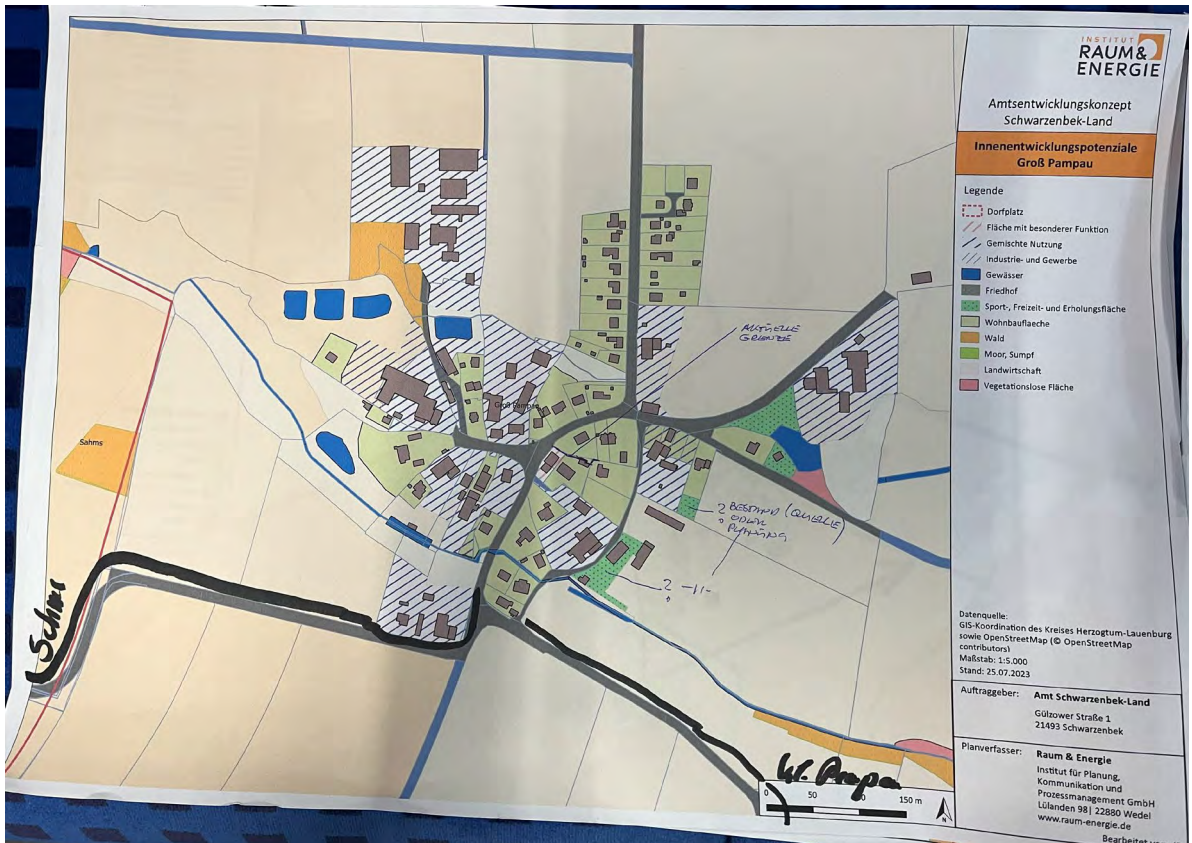 INSTITUT
RAUM &
ENERGIE
Amtsentwicklungskonzept
Schwarzenbek-Land
Innenentwicklungspotenziale
Groß Pampau
Legende
Dorfplatz
Fläche mit besonderer Funktion
Gemischte Nutzung
Industrie- und Gewerbe
Gewässer
Friedhof
Sport-, Freizeit- und Erholungsfläche
Wohnbauflaeche
Wald
Moor, Sumpf
Landwirtschaft
Vegetationslose Fläche
AKTUELLE
GRENZE
Groß Pampau
Sahms
? BESTAND (QUELLE)
ODER
PLANUNG
? -11-
Datenquelle:
GIS-Koordination des Kreises Herzogtum-Lauenburg
sowie OpenStreetMap (© OpenStreetMap
contributors)
Maßstab: 1:5.000
Stand: 25.07.2023
Auftraggeber: Amt Schwarzenbek-Land
Gülzower Straße 1
21493 Schwarzenbek
Planverfasser: Raum & Energie
Institut für Planung,
Kommunikation und
Prozessmanagement GmbH
Lülanden 98 | 22880 Wedel
www.raum-energie.de
0 50 150 m
N